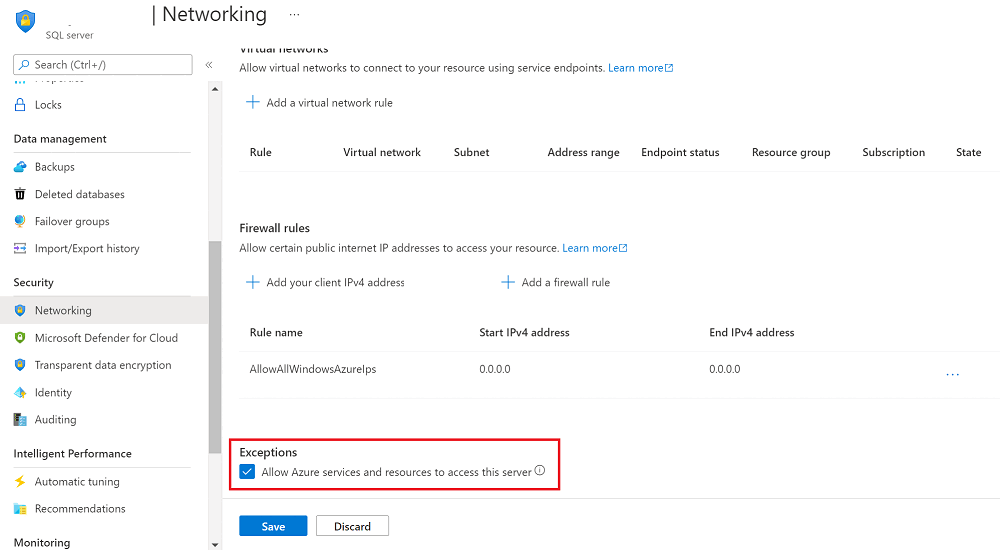 | Networking ...
SQL server
Search (Ctrl+/)
«
Properties
Locks
Data management
Backups
Deleted databases
Failover groups
Import/Export history
Security
Networking
Microsoft Defender for Cloud
Transparent data encryption
Identity
Auditing
Intelligent Performance
Automatic tuning
Recommendations
Monitoring
Virtual networks
Allow virtual networks to connect to your resource using service endpoints. Learn more
+ Add a virtual network rule
Rule Virtual network Subnet Address range Endpoint status Resource group Subscription State
Firewall rules
Allow certain public internet IP addresses to access your resource. Learn more
+ Add your client IPv4 address + Add a firewall rule
Rule name Start IPv4 address End IPv4 address
AllowAllWindowsAzureIps 0.0.0.0 0.0.0.0 ...
Exceptions
Allow Azure services and resources to access this server
Save Discard